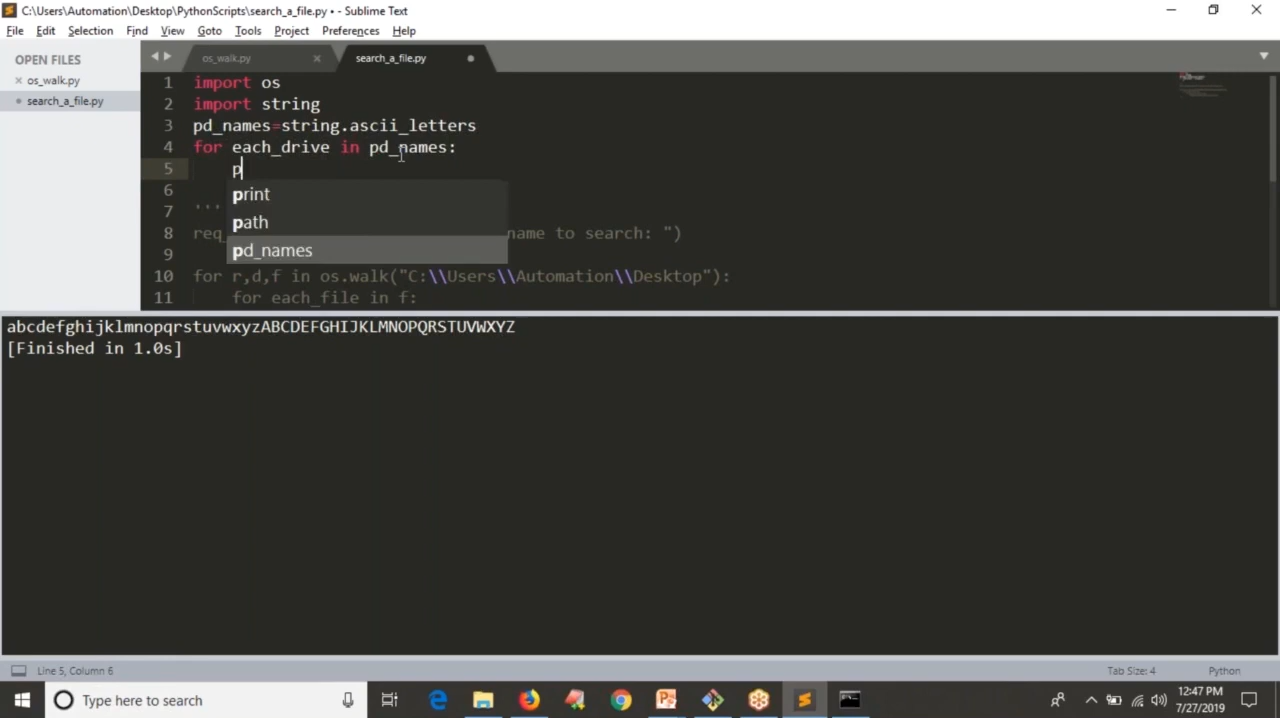 C:\Users\Automation\Desktop\PythonScripts\search_a_file.py • - Sublime Text
File Edit Selection Find View Goto Tools Project Preferences Help
OPEN FILES
os_walk.py
search_a_file.py
os_walk.py
search_a_file.py
1 import os
2 import string
3 pd_names=string.ascii_letters
4 for each_drive in pd_names:
5 p
6
7 '''
8 req_ name to search: ")
9
10 for r,d,f in os.walk("C:\\Users\\Automation\\Desktop"):
11 for each_file in f:
print
path
pd_names
abcdefghijklmnopqrstuvwxyzABCDEFGHIJKLMNOPQRSTUVWXYZ
[Finished in 1.0s]
Line 5, Column 6
Tab Size: 4
Python
Type here to search
12:47 PM
7/27/2019